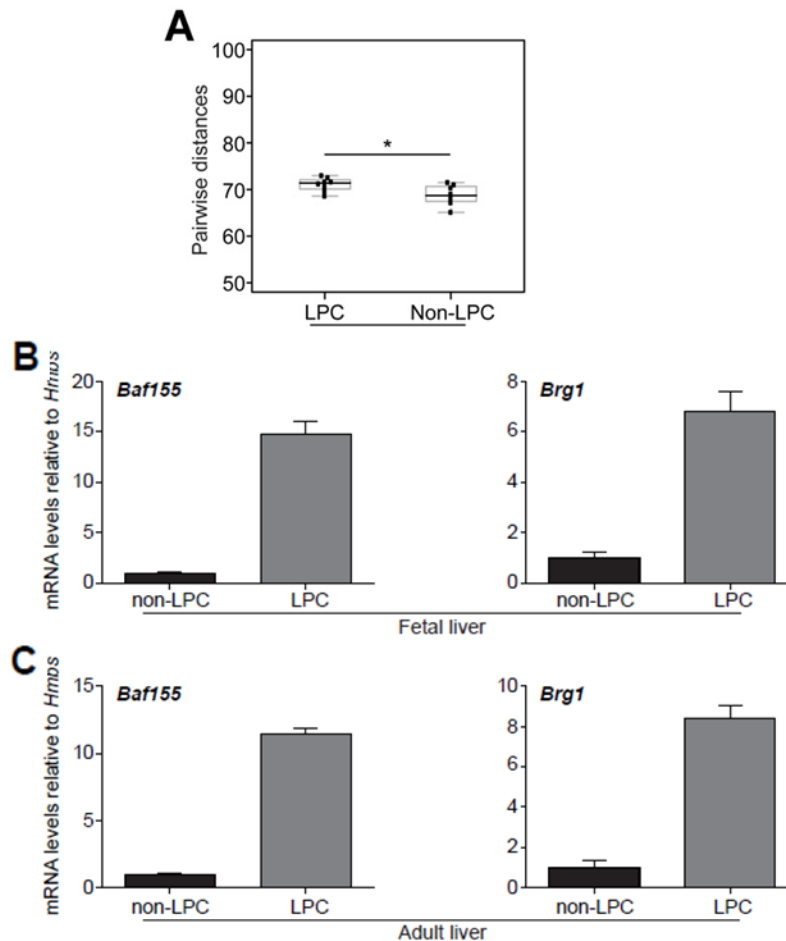 A
Pairwise distances
100
90
80
70
60
50
*
LPC
Non-LPC
B
mRNA levels relative to Hmbs
Baf155
20
15
10
5
0
non-LPC
LPC
Brg1
8
6
4
2
0
non-LPC
LPC
Fetal liver
C
mRNA levels relative to Hmbs
Baf155
15
10
5
0
non-LPC
LPC
Brg1
10
8
6
4
2
0
non-LPC
LPC
Adult liver